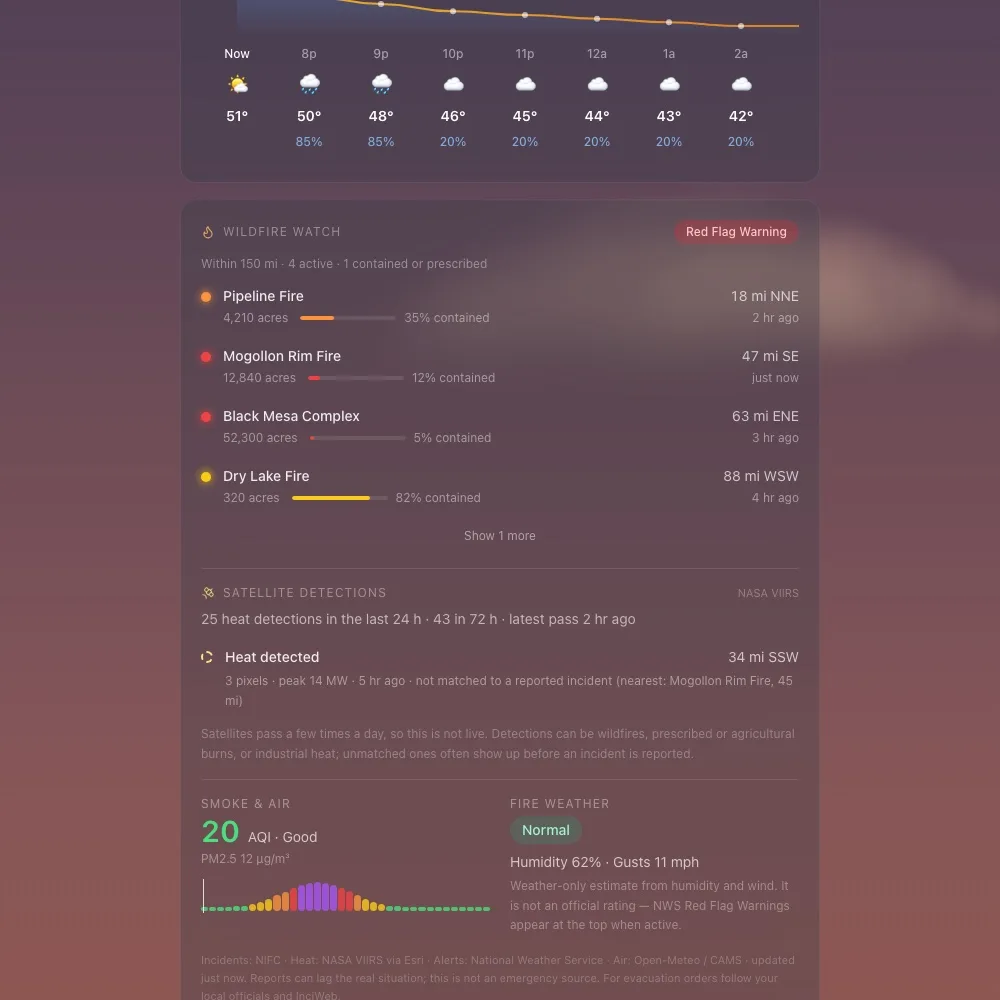 Now 8p 9p 10p 11p 12a 1a 2a
51° 50° 48° 46° 45° 44° 43° 42°
85% 85% 20% 20% 20% 20% 20%
WILDFIRE WATCH Red Flag Warning
Within 150 mi · 4 active · 1 contained or prescribed
Pipeline Fire 18 mi NNE
4,210 acres 35% contained 2 hr ago
Mogollon Rim Fire 47 mi SE
12,840 acres 12% contained just now
Black Mesa Complex 63 mi ENE
52,300 acres 5% contained 3 hr ago
Dry Lake Fire 88 mi WSW
320 acres 82% contained 4 hr ago
Show 1 more
SATELLITE DETECTIONS NASA VIIRS
25 heat detections in the last 24 h · 43 in 72 h · latest pass 2 hr ago
Heat detected 34 mi SSW
3 pixels · peak 14 MW · 5 hr ago · not matched to a reported incident (nearest: Mogollon Rim Fire, 45
mi)
Satellites pass a few times a day, so this is not live. Detections can be wildfires, prescribed or agricultural
burns, or industrial heat; unmatched ones often show up before an incident is reported.
SMOKE & AIR
20 AQI · Good
PM2.5 12 µg/m³
FIRE WEATHER
Normal
Humidity 62% · Gusts 11 mph
Weather-only estimate from humidity and wind. It
is not an official rating — NWS Red Flag Warnings
appear at the top when active.
Incidents: NIFC · Heat: NASA VIIRS via Esri · Alerts: National Weather Service · Air: Open-Meteo / CAMS · updated
just now. Reports can lag the real situation; this is not an emergency source. For evacuation orders follow your
local officials and InciWeb.